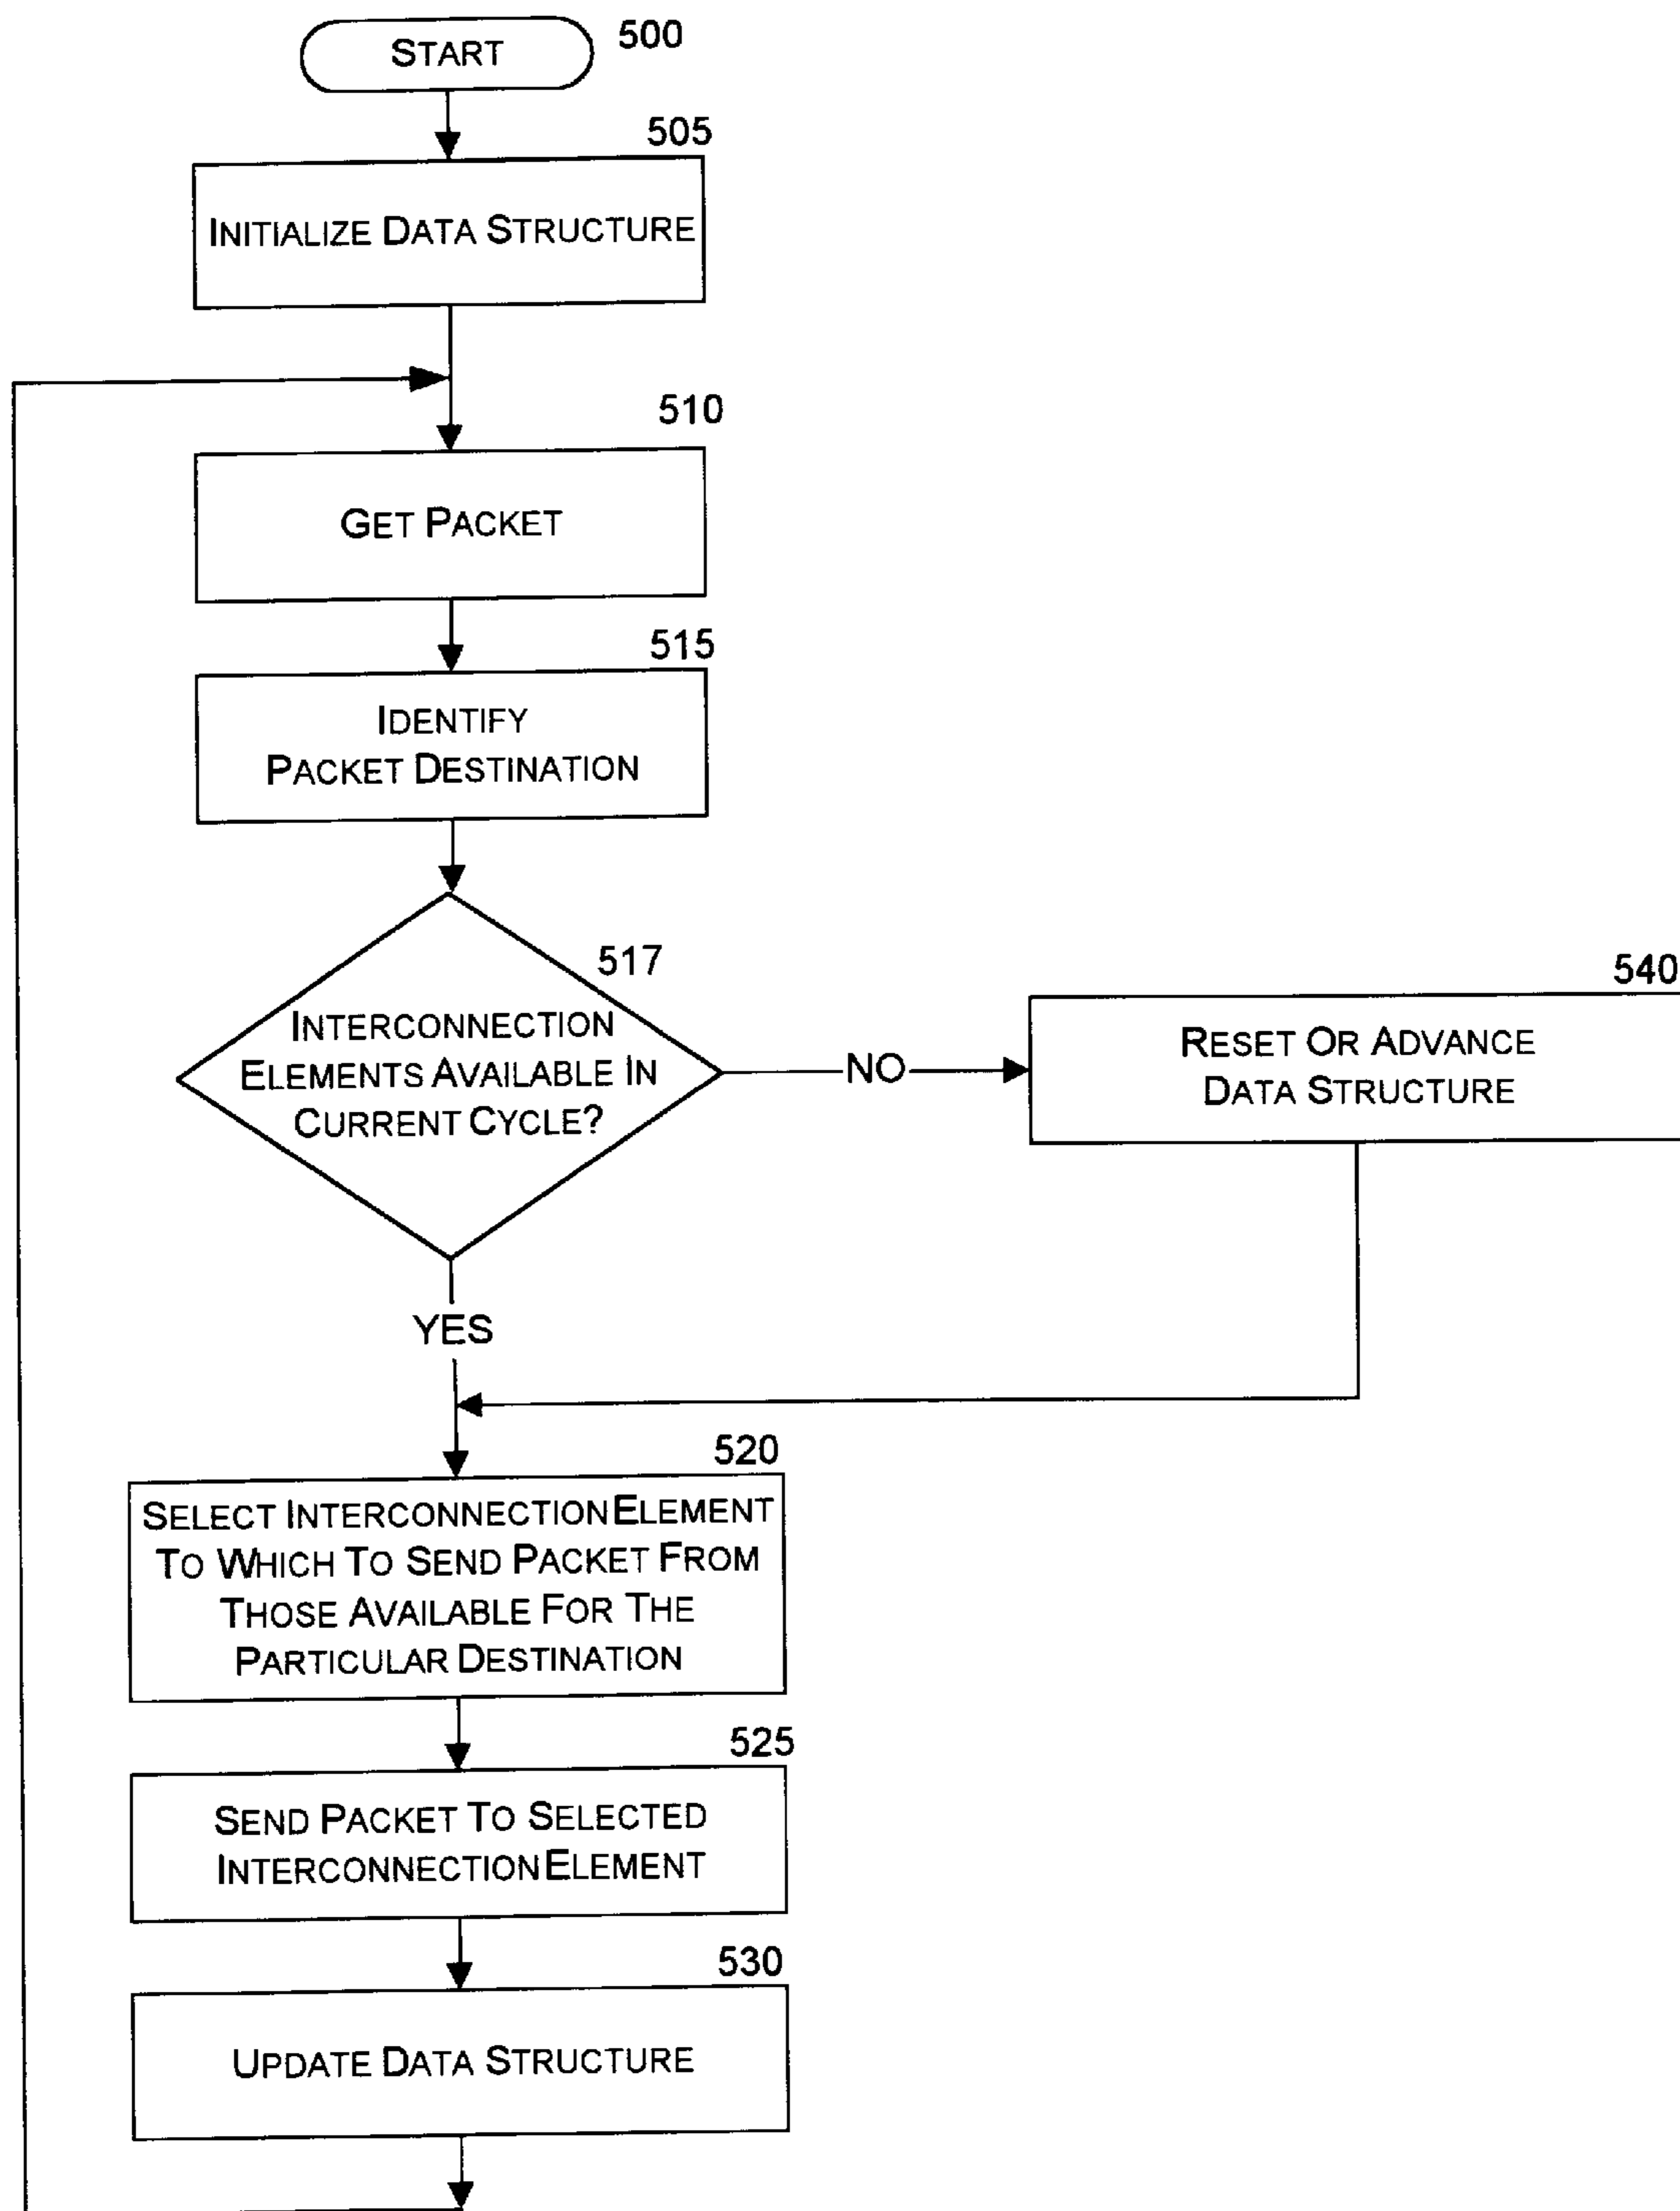 START
500
505
INITIALIZE DATA STRUCTURE
510
GET PACKET
515
IDENTIFY
PACKET DESTINATION
517
INTERCONNECTION
ELEMENTS AVAILABLE IN
CURRENT CYCLE?
NO
540
RESET OR ADVANCE
DATA STRUCTURE
YES
520
SELECT INTERCONNECTION ELEMENT
TO WHICH TO SEND PACKET FROM
THOSE AVAILABLE FOR THE
PARTICULAR DESTINATION
525
SEND PACKET TO SELECTED
INTERCONNECTION ELEMENT
530
UPDATE DATA STRUCTURE